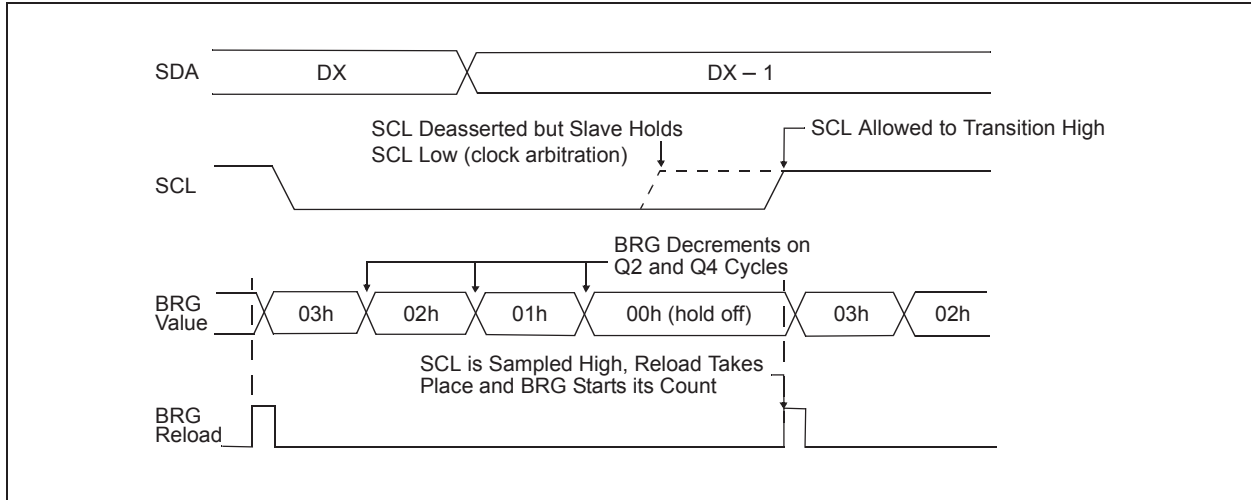 SDA
DX
DX – 1
SCL Deasserted but Slave Holds
SCL Low (clock arbitration)
SCL Allowed to Transition High
SCL
BRG Decrements on
Q2 and Q4 Cycles
BRG
Value
03h
02h
01h
00h (hold off)
03h
02h
SCL is Sampled High, Reload Takes
Place and BRG Starts its Count
BRG
Reload